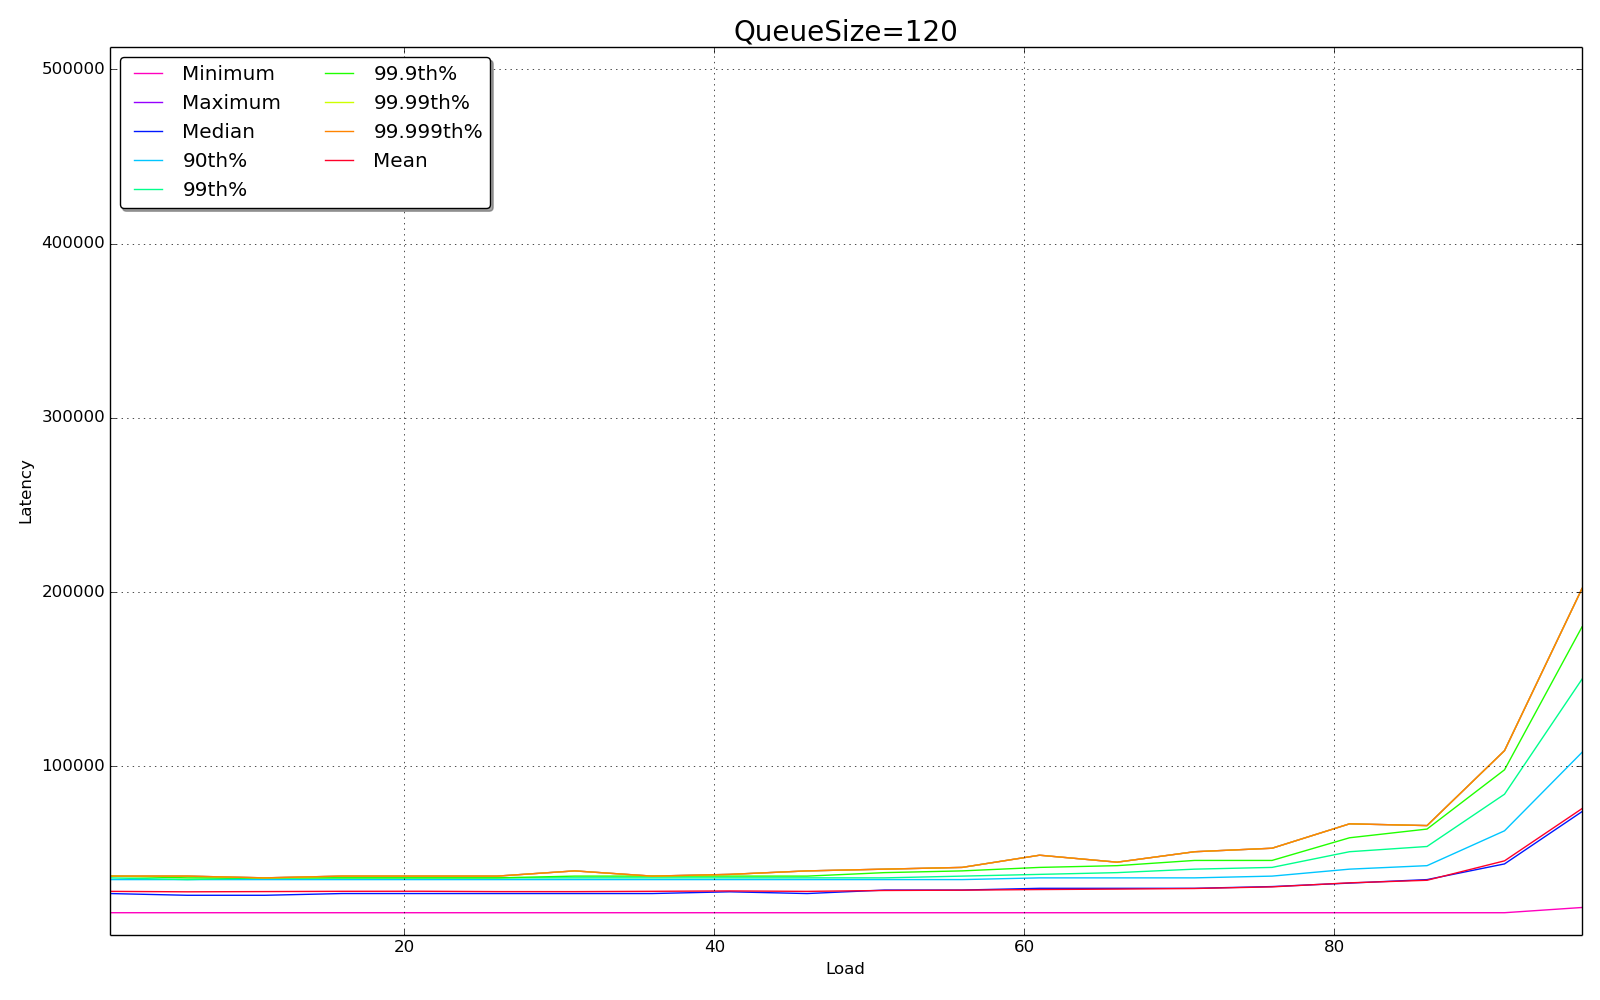 QueueSize=120
500000
400000
300000
200000
100000
Latency
Minimum
Maximum
Median
90th%
99th%
99.9th%
99.99th%
99.999th%
Mean
20
40
60
80
Load